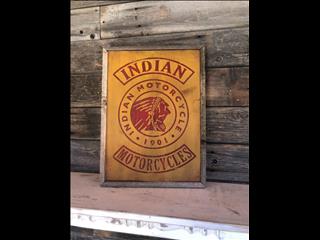 INDIAN
INDIAN MOTORCYCLE
• 1901 •
MOTORCYCLES